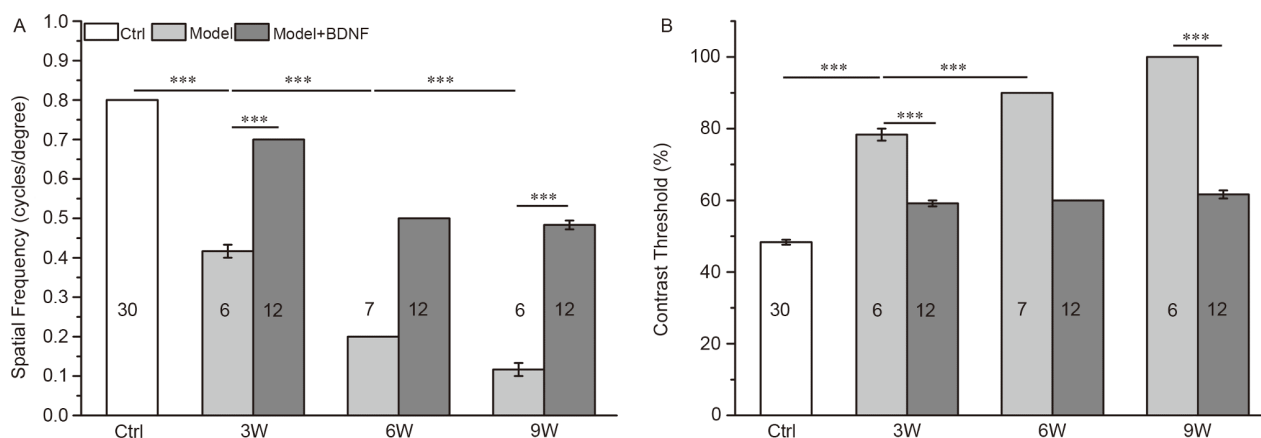 A
Ctrl Model Model+BDNF
Spatial Frequency (cycles/degree)
1.0
0.9
0.8
0.7
0.6
0.5
0.4
0.3
0.2
0.1
0.0
*** *** ***
***
***
30 6 12 7 12 6 12
Ctrl 3W 6W 9W
B
Contrast Threshold (%)
100
80
60
40
20
0
***
*** ***
***
30 6 12 7 12 6 12
Ctrl 3W 6W 9W